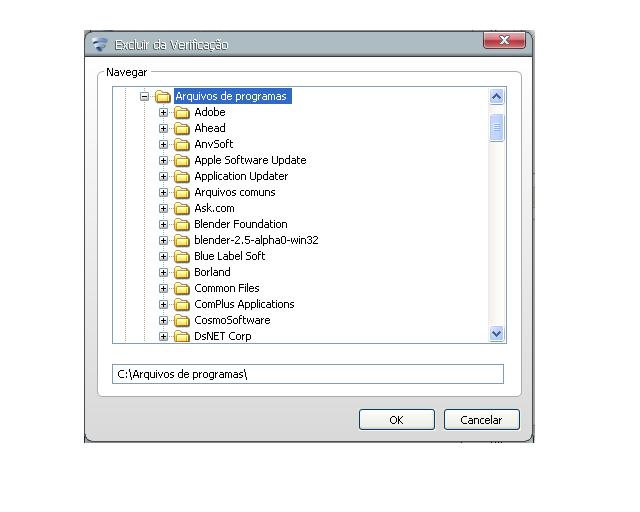 Excluir da Verificação
Navegar
Arquivos de programas
Adobe
Ahead
AnvSoft
Apple Software Update
Application Updater
Arquivos comuns
Ask.com
Blender Foundation
blender-2.5-alpha0-win32
Blue Label Soft
Borland
Common Files
ComPlus Applications
CosmoSoftware
DsNET Corp
C:\Arquivos de programas\
OK
Cancelar